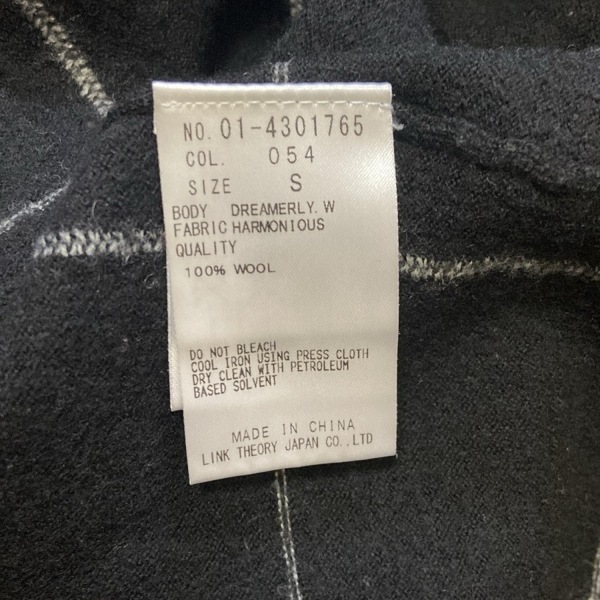 NO. 01-4301765
COL. 054
SIZE S
BODY DREAMERLY. W
FABRIC HARMONIOUS
QUALITY
100% WOOL
DO NOT BLEACH
COOL IRON USING PRESS CLOTH
DRY CLEAN WITH PETROLEUM
BASED SOLVENT
MADE IN CHINA
LINK THEORY JAPAN CO.,LTD